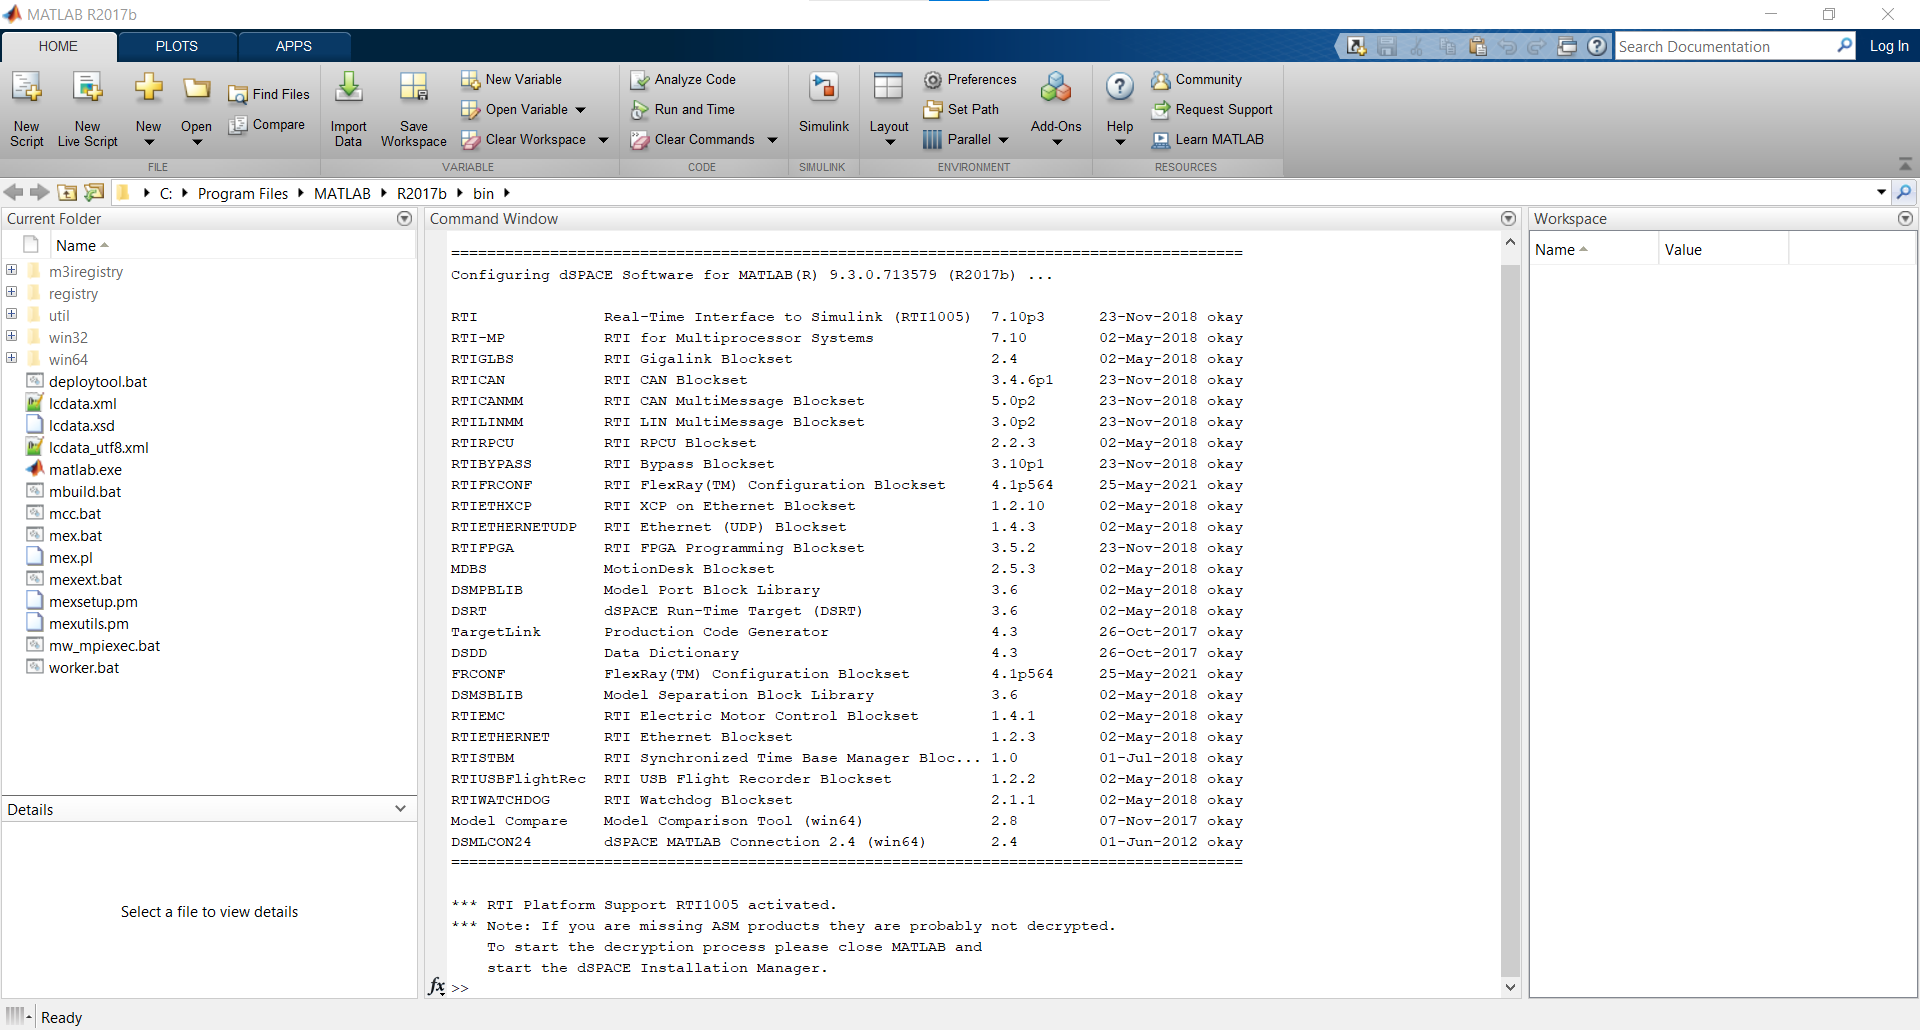 MATLAB R2017b
HOME PLOTS APPS Search Documentation Log In
New Script
New Live Script
New
Open
Find Files
Compare
FILE
Import Data
Save Workspace
New Variable
Open Variable
Clear Workspace
VARIABLE
Analyze Code
Run and Time
Clear Commands
CODE
Simulink
SIMULINK
Layout
Preferences
Set Path
Parallel
Add-Ons
ENVIRONMENT
Help
Community
Request Support
Learn MATLAB
RESOURCES
C: Program Files MATLAB R2017b bin
Current Folder
Name
m3iregistry
registry
util
win32
win64
deploytool.bat
lcdata.xml
lcdata.xsd
lcdata_utf8.xml
matlab.exe
mbuild.bat
mcc.bat
mex.bat
mex.pl
mexext.bat
mexsetup.pm
mexutils.pm
mw_mpiexec.bat
worker.bat
Details
Select a file to view details
Command Window
========================================================================================
Configuring dSPACE Software for MATLAB(R) 9.3.0.713579 (R2017b) ...
RTI Real-Time Interface to Simulink (RTI1005) 7.10p3 23-Nov-2018 okay
RTI-MP RTI for Multiprocessor Systems 7.10 02-May-2018 okay
RTIGLBS RTI Gigalink Blockset 2.4 02-May-2018 okay
RTICAN RTI CAN Blockset 3.4.6p1 23-Nov-2018 okay
RTICANMM RTI CAN MultiMessage Blockset 5.0p2 23-Nov-2018 okay
RTILINMM RTI LIN MultiMessage Blockset 3.0p2 23-Nov-2018 okay
RTIRPCU RTI RPCU Blockset 2.2.3 02-May-2018 okay
RTIBYPASS RTI Bypass Blockset 3.10p1 23-Nov-2018 okay
RTIFRCONF RTI FlexRay(TM) Configuration Blockset 4.1p564 25-May-2021 okay
RTIETHXCP RTI XCP on Ethernet Blockset 1.2.10 02-May-2018 okay
RTIETHERNETUDP RTI Ethernet (UDP) Blockset 1.4.3 02-May-2018 okay
RTIFPGA RTI FPGA Programming Blockset 3.5.2 23-Nov-2018 okay
MDBS MotionDesk Blockset 2.5.3 02-May-2018 okay
DSMPBLIB Model Port Block Library 3.6 02-May-2018 okay
DSRT dSPACE Run-Time Target (DSRT) 3.6 02-May-2018 okay
TargetLink Production Code Generator 4.3 26-Oct-2017 okay
DSDD Data Dictionary 4.3 26-Oct-2017 okay
FRCONF FlexRay(TM) Configuration Blockset 4.1p564 25-May-2021 okay
DSMSBLIB Model Separation Block Library 3.6 02-May-2018 okay
RTIEMC RTI Electric Motor Control Blockset 1.4.1 02-May-2018 okay
RTIETHERNET RTI Ethernet Blockset 1.2.3 02-May-2018 okay
RTISTBM RTI Synchronized Time Base Manager Bloc... 1.0 01-Jul-2018 okay
RTIUSBFlightRec RTI USB Flight Recorder Blockset 1.2.2 02-May-2018 okay
RTIWATCHDOG RTI Watchdog Blockset 2.1.1 02-May-2018 okay
Model Compare Model Comparison Tool (win64) 2.8 07-Nov-2017 okay
DSMLCON24 dSPACE MATLAB Connection 2.4 (win64) 2.4 01-Jun-2012 okay
========================================================================================
*** RTI Platform Support RTI1005 activated.
*** Note: If you are missing ASM products they are probably not decrypted.
To start the decryption process please close MATLAB and
start the dSPACE Installation Manager.
fx >>
Workspace
Name Value
Ready